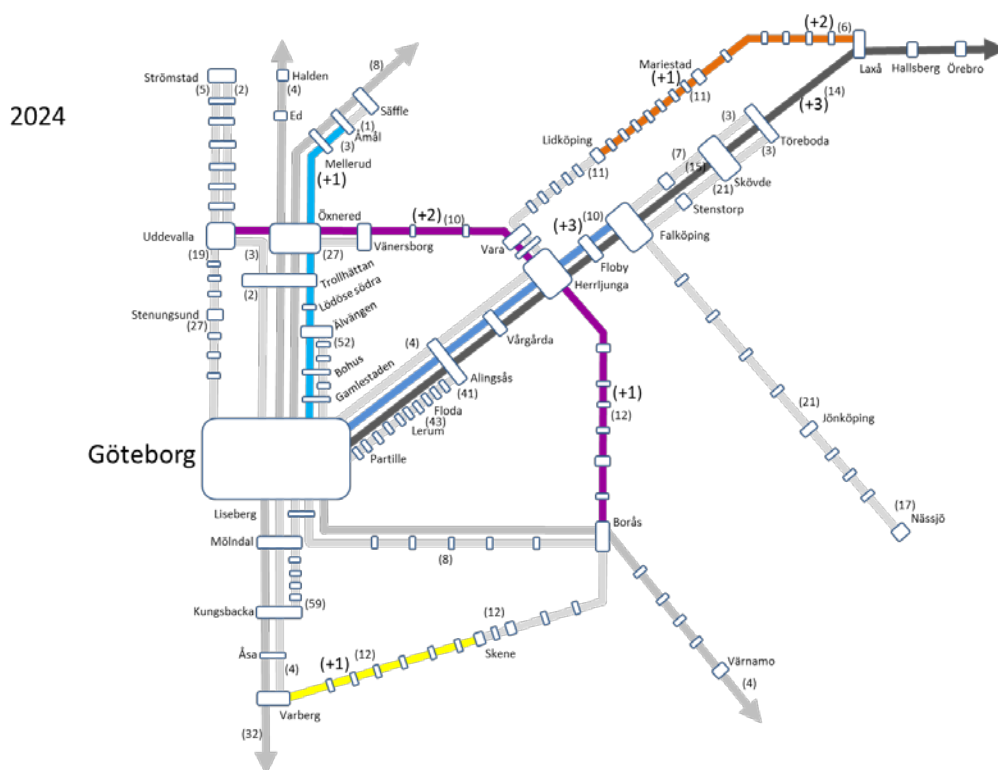 2024
Strömstad
(5)
(2)
Halden
(4)
Ed
(8)
Säffle
(1)
Åmål
(3)
Mellerud
(+1)
Öxnered
Uddevalla
(19)
(3)
(27)
Vänersborg
(+2)
(10)
Trollhättan
(2)
Lödöse södra
Stenungsund
(27)
Älvängen
(52)
Bohus
Gamlestaden
Göteborg
(+2)
(6)
Laxå
Hallsberg
Örebro
Mariestad
(+1)
(11)
(14)
(+3)
Lidköping
(11)
(3)
Töreboda
(3)
(7)
(15)
Skövde
(21)
Stenstorp
Vara
(+3)
(10)
Floby
Falköping
Herrljunga
Vårgårda
(4)
Alingsås
(41)
Floda
(43)
Lerum
Partille
(+1)
(12)
(21)
Jönköping
(17)
Nässjö
Liseberg
Mölndal
Borås
(8)
(59)
Kungsbacka
Åsa
(4)
(+1)
(12)
(12)
Skene
Varberg
(32)
Värnamo
(4)